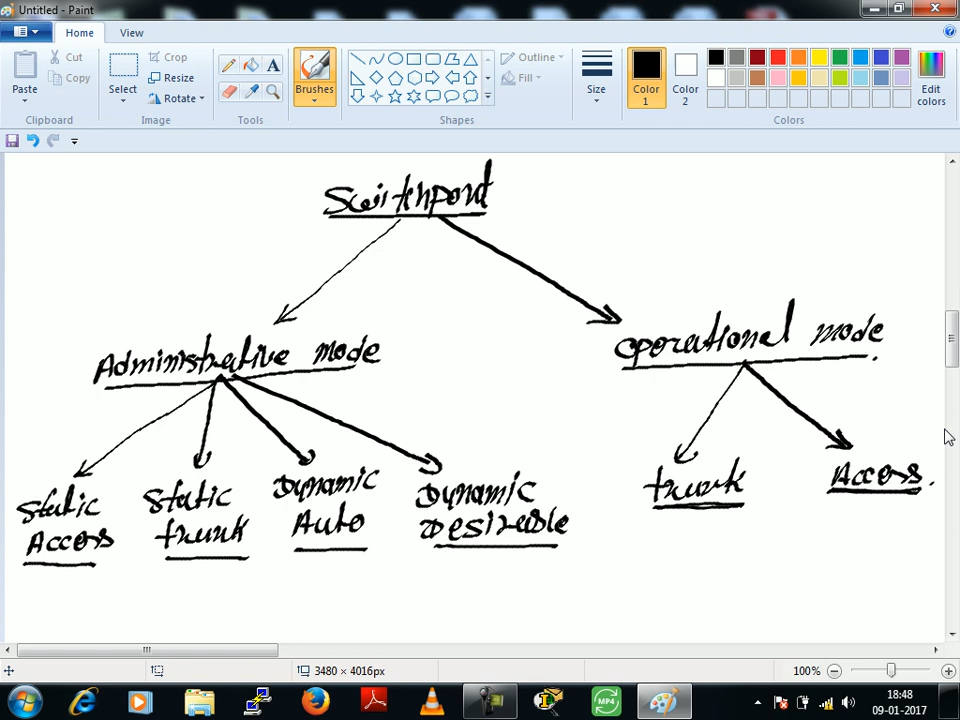 Untitled - Paint
Home
View
Paste
Cut
Copy
Clipboard
Select
Crop
Resize
Rotate
Image
A
Tools
Brushes
Shapes
Outline
Fill
Size
Color 1
Color 2
Edit colors
Colors
Switchport
Administrative mode
Operational mode.
Static Access
Static trunk
Dynamic Auto
Dynamic Desirable
trunk
Access.
3480 × 4016px
100%
MP4
18:48
09-01-2017